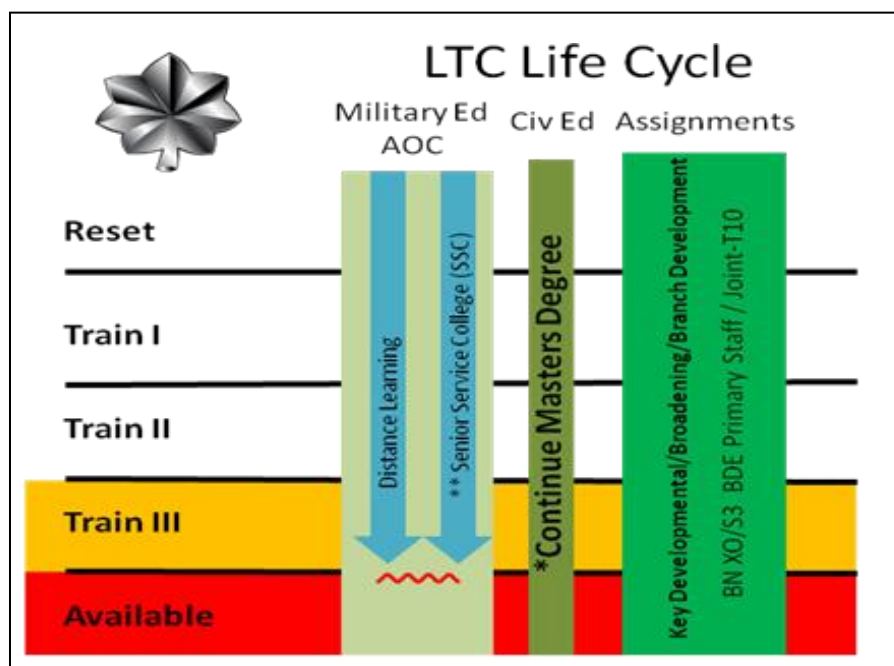 LTC Life Cycle
Military Ed
AOC
Civ Ed
Assignments
Reset
Train I
Train II
Train III
Available
Distance Learning
** Senior Service College (SSC)
*Continue Masters Degree
Key Developmental/Broadening/Branch Development
BN XO/S3 BDE Primary Staff / Joint-T10